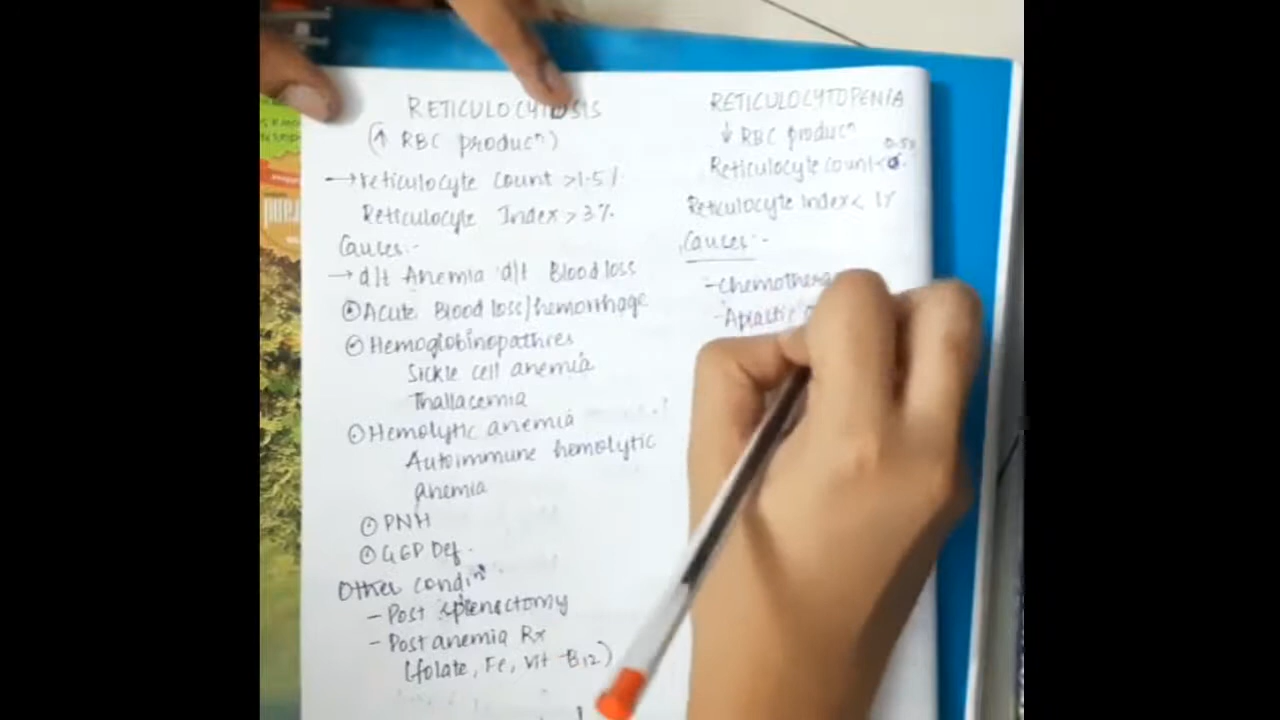 RETICULOCYTOSIS
(↑ RBC producⁿ)
→ reticulocyte count >1.5%
Reticulocyte Index > 3%
Causes:-
→ d/t Anemia d/t Blood loss
Acute Blood loss/hemorrhage
Hemoglobinopathies
Sickle cell anemia
Thallacemia
Hemolytic anemia
Autoimmune hemolytic
anemia
PNH
G6P Def.
Other condiⁿ
- Post splenectomy
- Post anemia Rx
(folate, Fe, Vit-B12)
RETICULOCYTOPENIA
↓ RBC producⁿ
Reticulocyte count <
Reticulocyte Index <
Causes:-
- Chemothera
- Aplastic